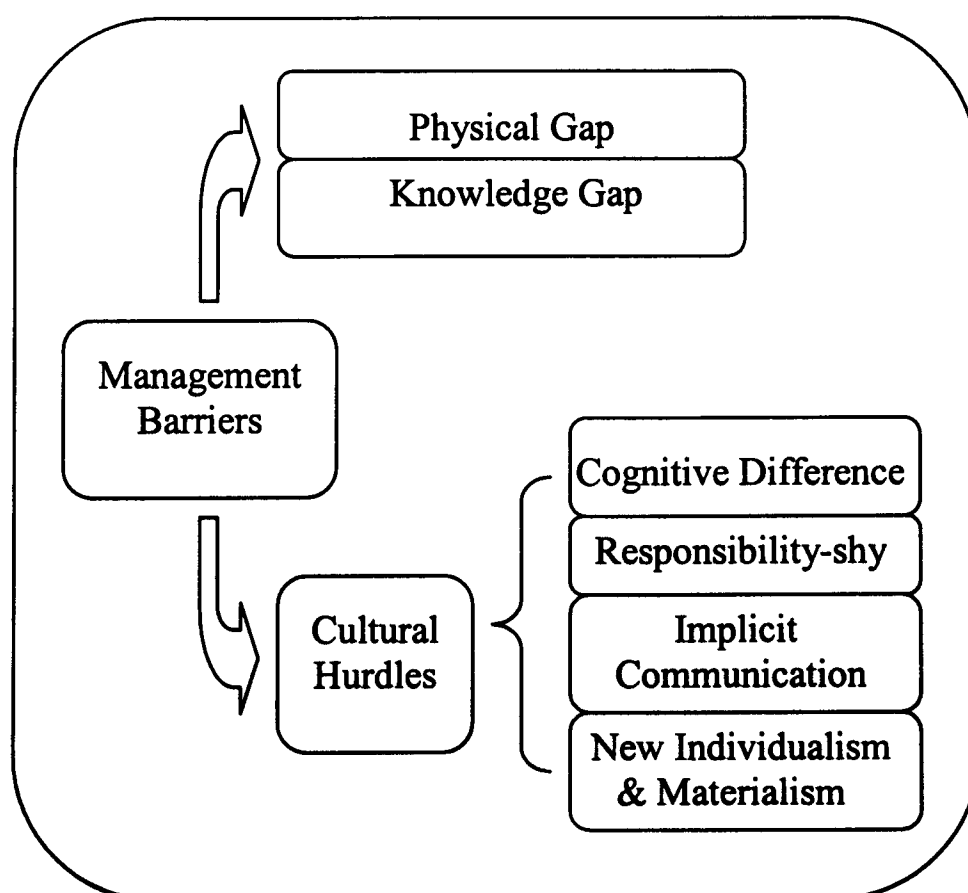 Physical Gap
Knowledge Gap
Management
Barriers
Cognitive Difference
Responsibility-shy
Cultural
Hurdles
Implicit
Communication
New Individualism
& Materialism